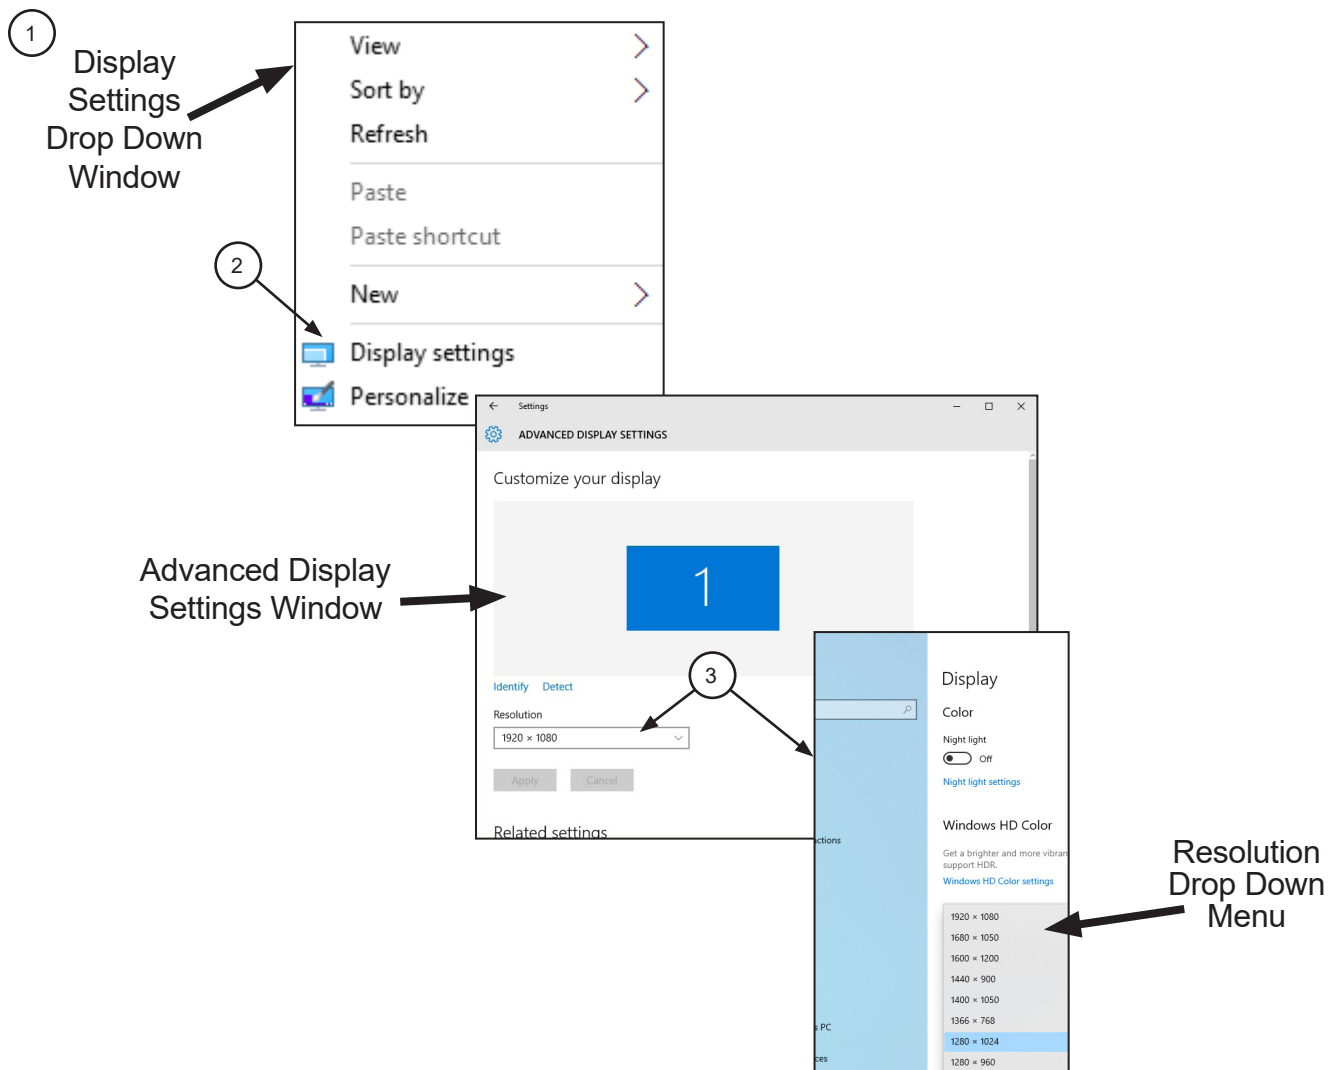 1
Display
Settings
Drop Down
Window
View
Sort by
Refresh
Paste
Paste shortcut
2
New
Display settings
Personalize
Settings
ADVANCED DISPLAY SETTINGS
Customize your display
1
Advanced Display
Settings Window
3
Identify Detect
Resolution
1920 × 1080
Apply Cancel
Related settings
Display
Color
Night light
Off
Night light settings
ctions
Windows HD Color
Get a brighter and more vibran
support HDR.
Windows HD Color settings
Resolution
Drop Down
Menu
1920 × 1080
1680 × 1050
1600 × 1200
1440 × 900
1400 × 1050
1366 × 768
1280 × 1024
1280 × 960
s PC
ces